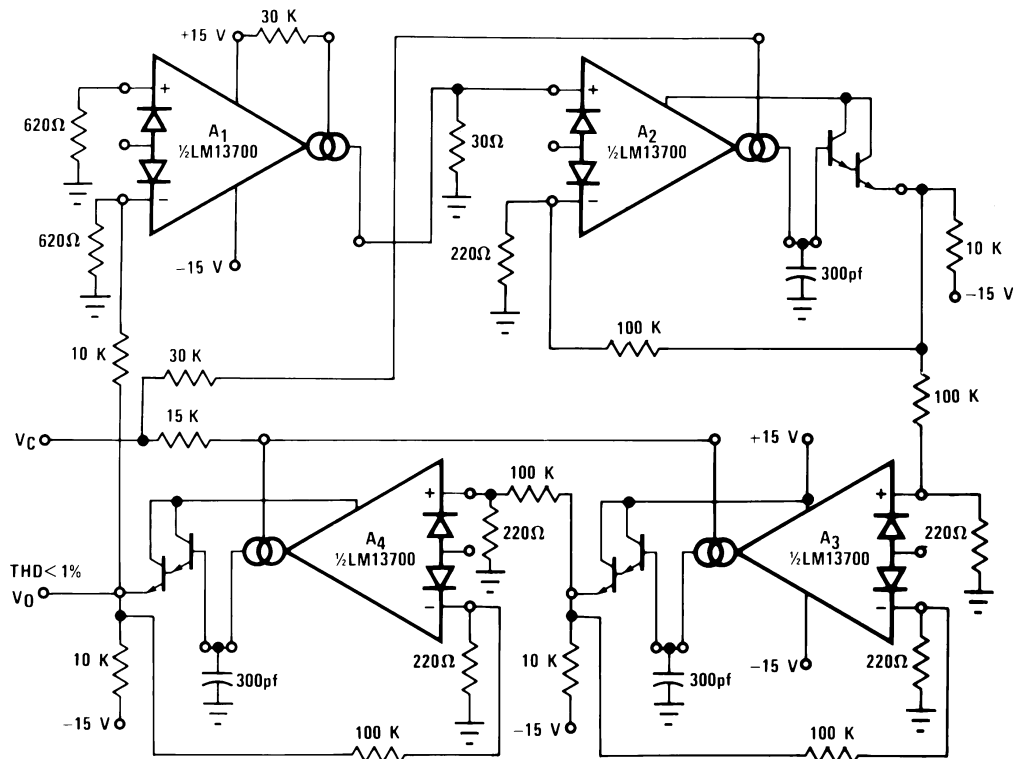 30 K
+15 V
620Ω
+
A1
½LM13700
−
620Ω
−15 V
30Ω
+
A2
½LM13700
−
220Ω
300pf
10 K
−15 V
100 K
10 K
30 K
100 K
VC
15 K
+15 V
100 K
+
A4
½LM13700
−
220Ω
+
A3
½LM13700
−
220Ω
THD<1%
VO
10 K
−15 V
300pf
220Ω
10 K
−15 V
300pf
−15 V
220Ω
100 K
100 K